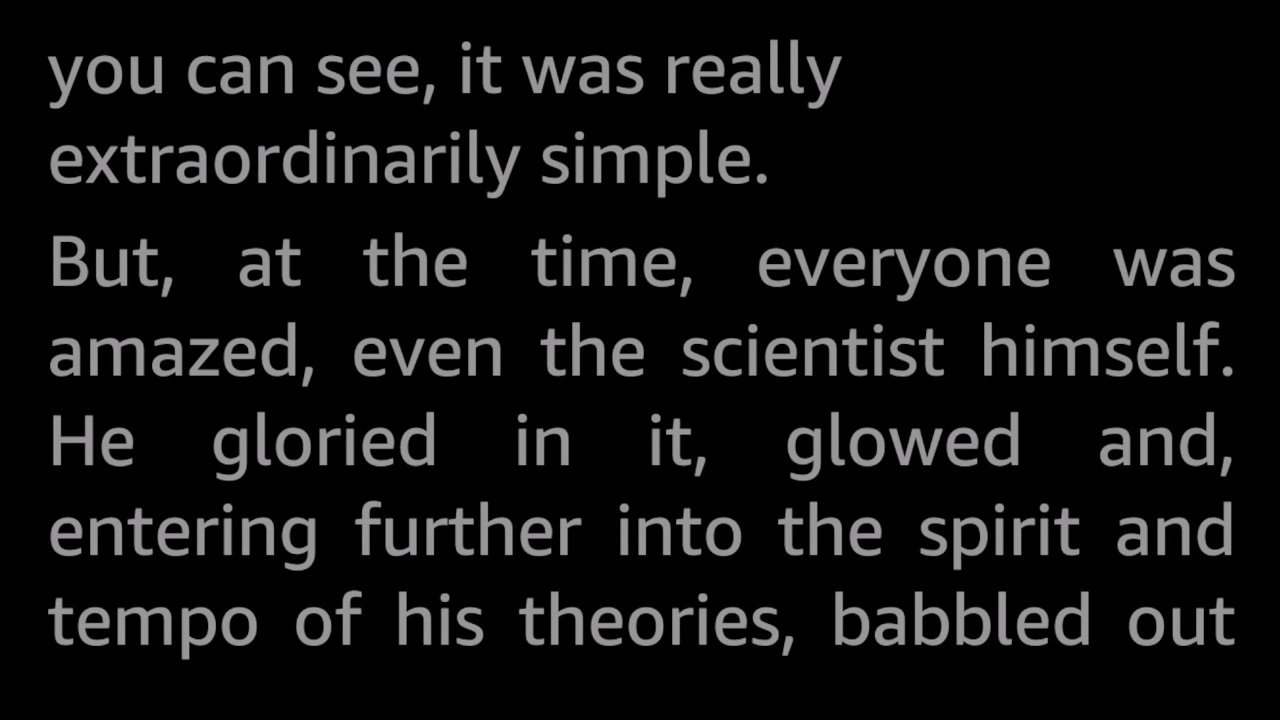 you can see, it was really
extraordinarily simple.
But, at the time, everyone was
amazed, even the scientist himself.
He gloried in it, glowed and,
entering further into the spirit and
tempo of his theories, babbled out